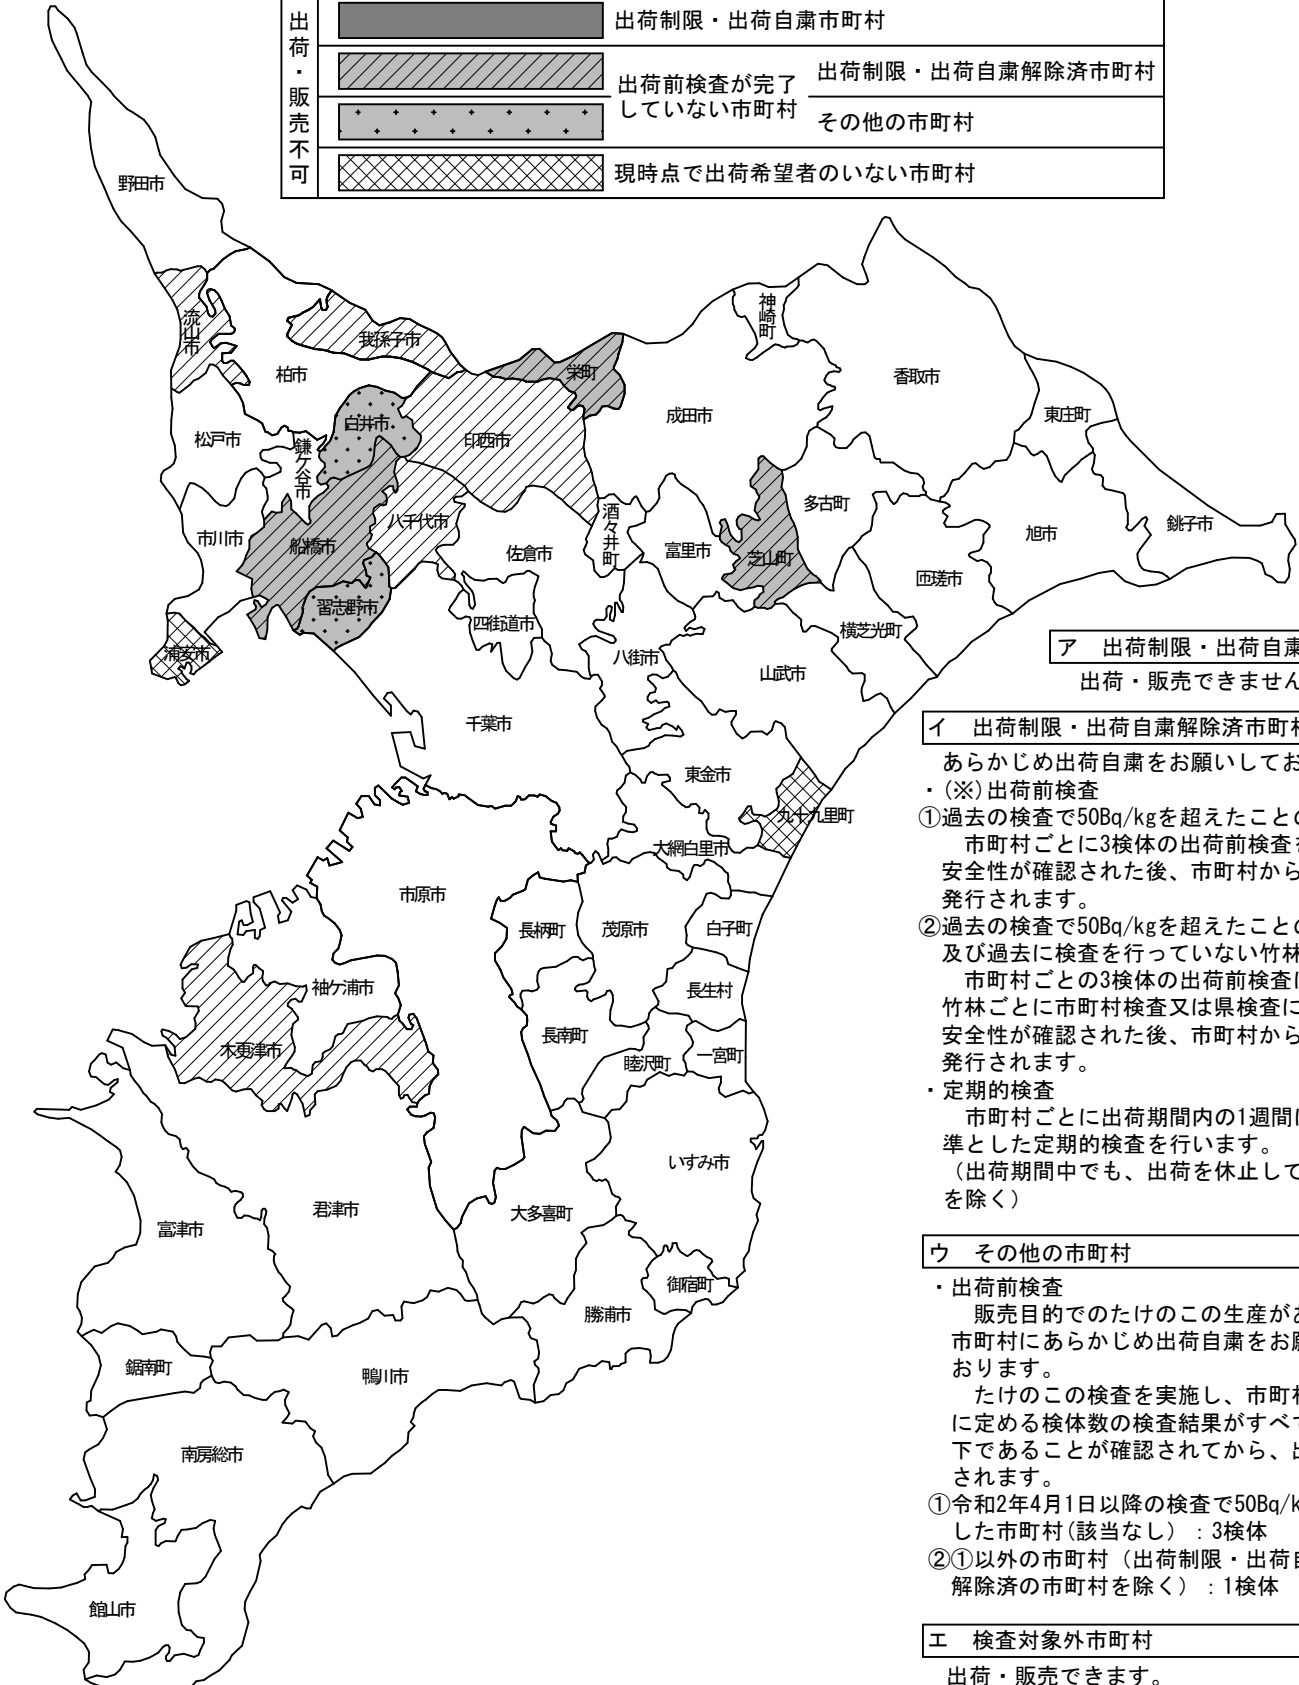 出荷・販売不可
出荷制限・出荷自粛市町村
出荷前検査が完了
していない市町村
出荷制限・出荷自粛解除済市町村
その他の市町村
現時点で出荷希望者のいない市町村
野田市
流山市
我孫子市
柏市
栄町
神崎町
香取市
東庄町
成田市
松戸市
鎌ケ谷市
白井市
印西市
多古町
旭市
銚子市
市川市
船橋市
八千代市
佐倉市
酒々井町
富里市
芝山町
匝瑳市
習志野市
四街道市
横芝光町
浦安市
八街市
山武市
千葉市
東金市
九十九里町
大網白里市
市原市
長柄町
茂原市
白子町
袖ケ浦市
長生村
木更津市
長南町
睦沢町
一宮町
いすみ市
君津市
大多喜町
富津市
御宿町
勝浦市
鋸南町
鴨川市
南房総市
館山市
ア 出荷制限・出荷自粛
出荷・販売できません
イ 出荷制限・出荷自粛解除済市町村
あらかじめ出荷自粛をお願いしてお
・(※)出荷前検査
①過去の検査で50Bq/kgを超えたことの
市町村ごとに3検体の出荷前検査を
安全性が確認された後、市町村から
発行されます。
②過去の検査で50Bq/kgを超えたことの
及び過去に検査を行っていない竹林
市町村ごとの3検体の出荷前検査に
竹林ごとに市町村検査又は県検査に
安全性が確認された後、市町村から
発行されます。
・定期的検査
市町村ごとに出荷期間内の1週間に
準とした定期的検査を行います。
（出荷期間中でも、出荷を休止して
を除く）
ウ その他の市町村
・出荷前検査
販売目的でのたけのこの生産があ
市町村にあらかじめ出荷自粛をお願
おります。
たけのこの検査を実施し、市町村
に定める検体数の検査結果がすべて
下であることが確認されてから、出
されます。
①令和2年4月1日以降の検査で50Bq/k
した市町村(該当なし）：3検体
②①以外の市町村（出荷制限・出荷自
解除済の市町村を除く）：1検体
エ 検査対象外市町村
出荷・販売できます。